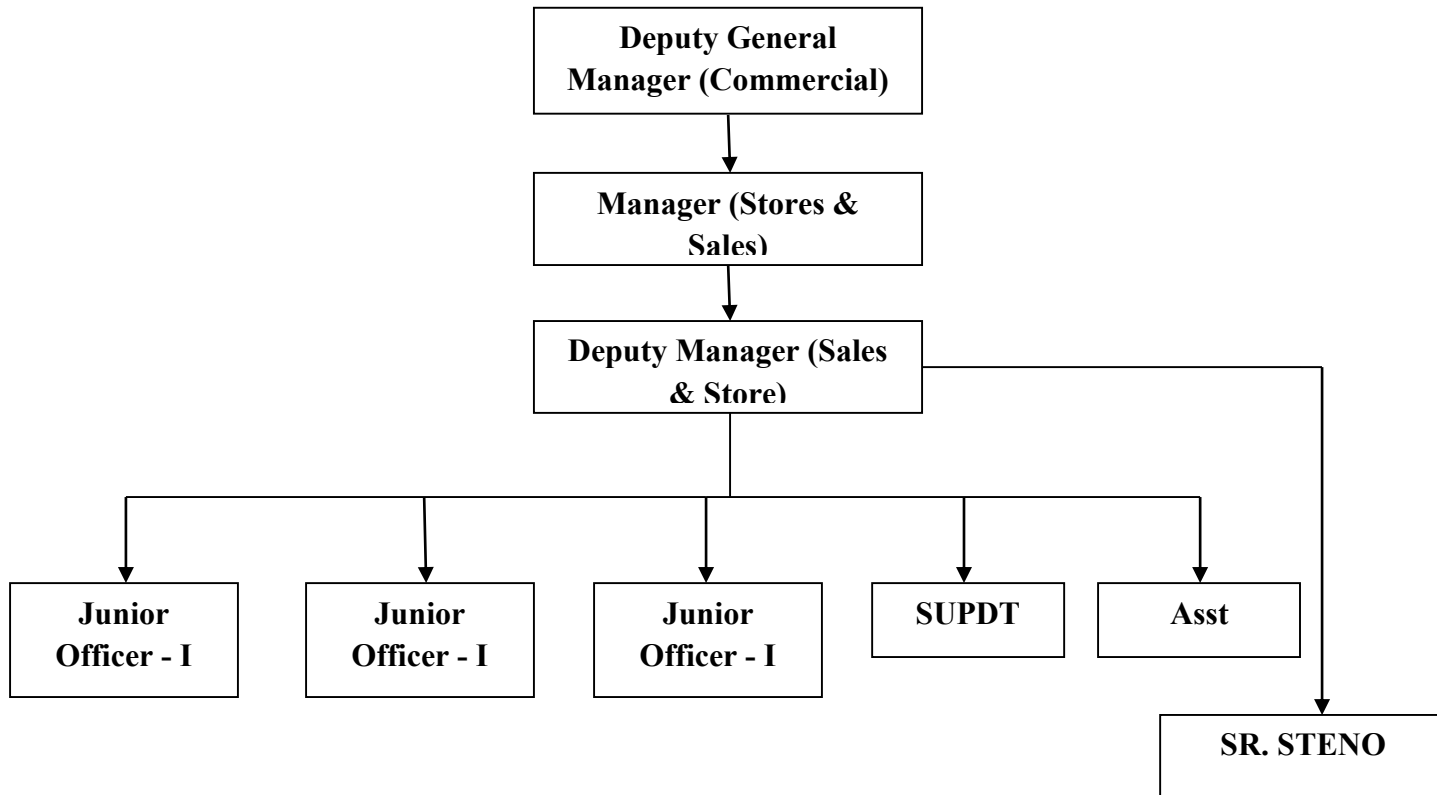 Deputy General
Manager (Commercial)
Manager (Stores &
Sales)
Deputy Manager (Sales
& Store)
Junior
Officer - I
Junior
Officer - I
Junior
Officer - I
SUPDT
Asst
SR. STENO